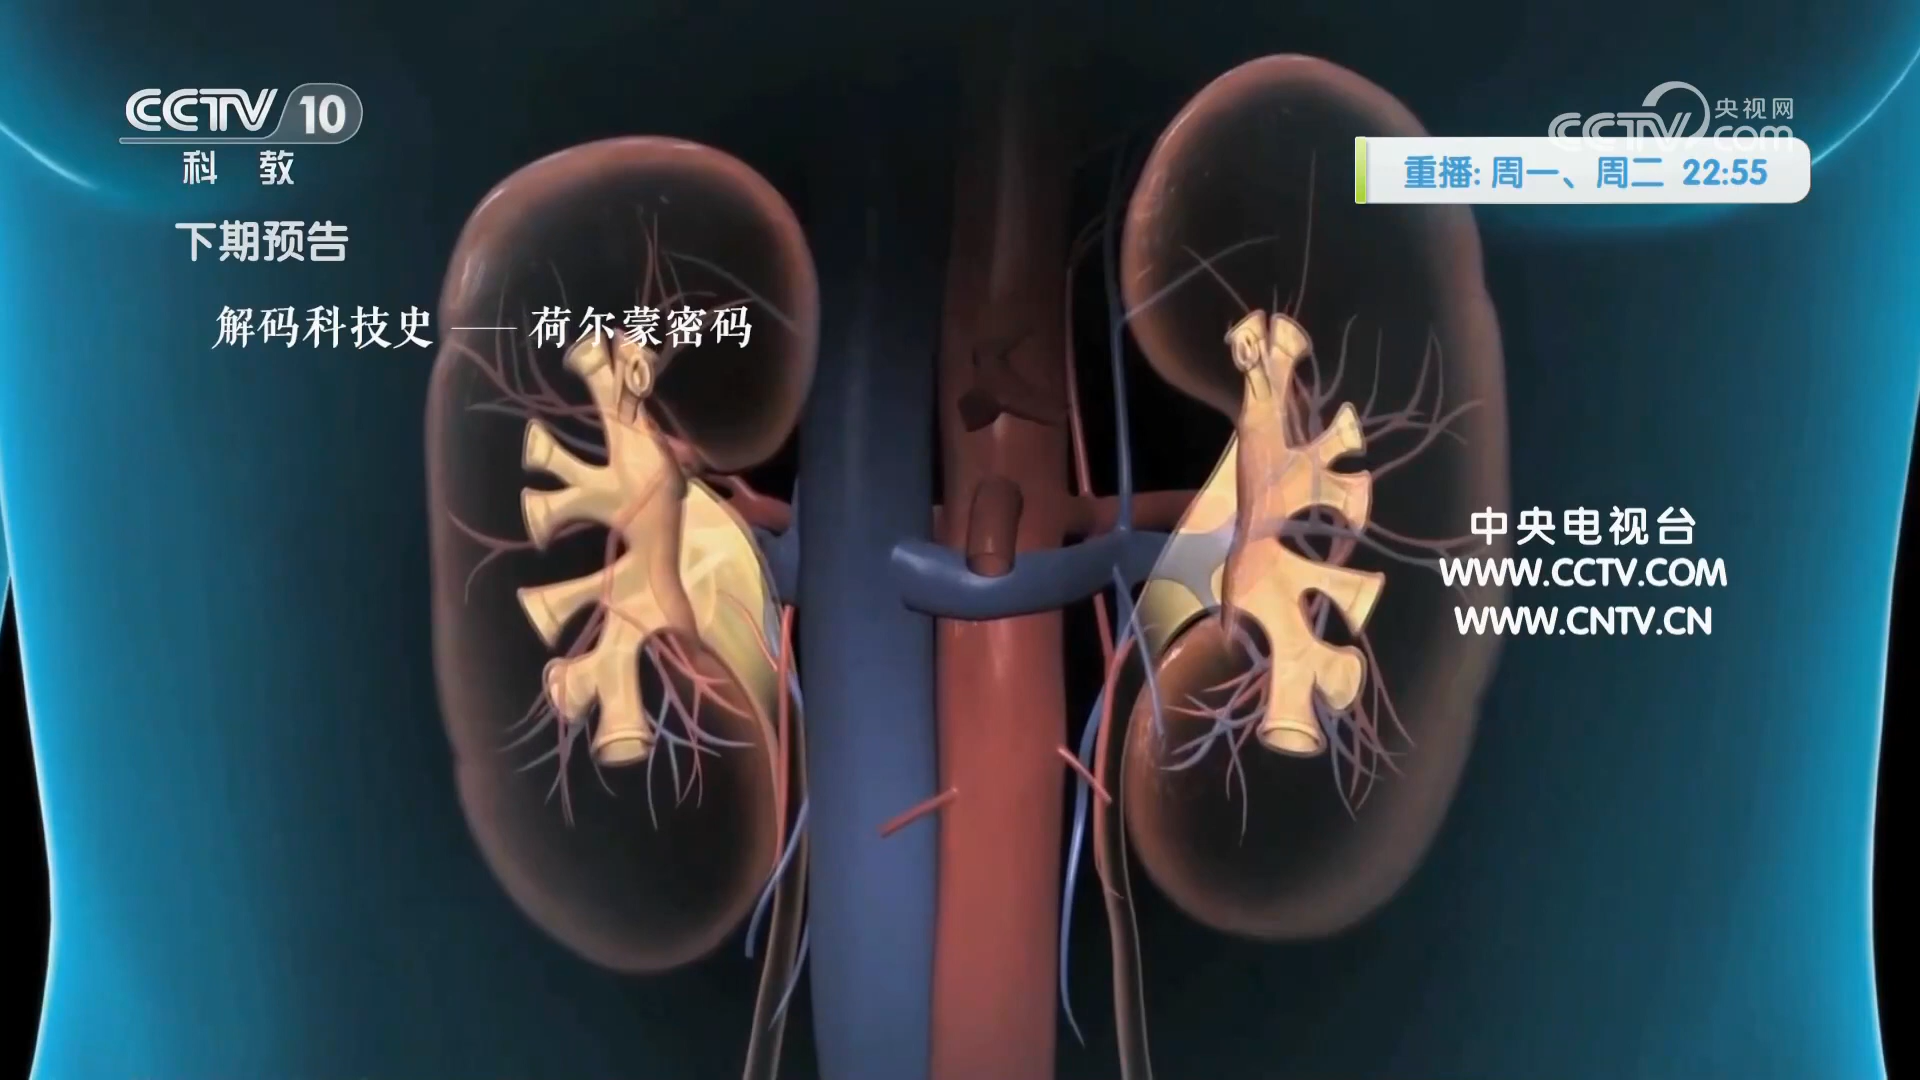 CCTV 10
科 教
央视网
CCTV.com
重播: 周一、周二 22:55
下期预告
解码科技史 —— 荷尔蒙密码
中央电视台
WWW.CCTV.COM
WWW.CNTV.CN